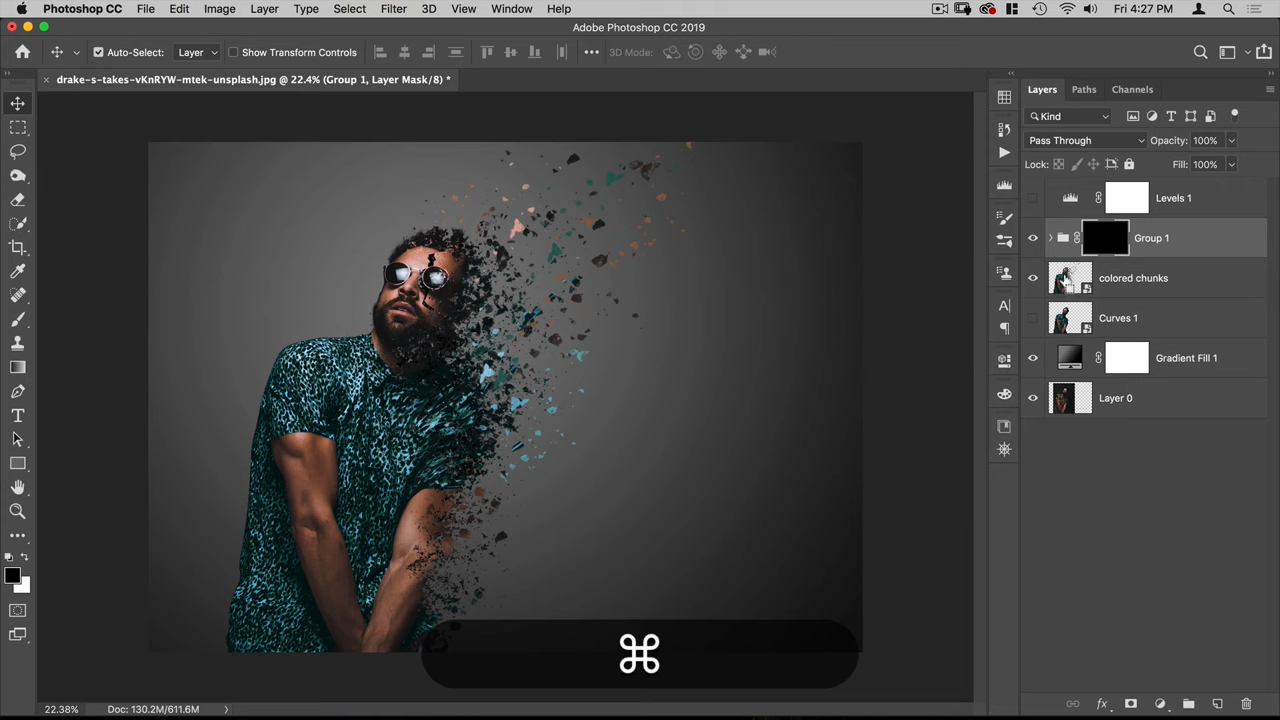 Photoshop CC File Edit Image Layer Type Select Filter 3D View Window Help Fri 4:27 PM
Adobe Photoshop CC 2019
Auto-Select: Layer Show Transform Controls 3D Mode:
drake-s-takes-vKnRYW-mtek-unsplash.jpg @ 22.4% (Group 1, Layer Mask/8) *
Layers Paths Channels
Kind
Pass Through Opacity: 100%
Lock: Fill: 100%
Levels 1
Group 1
colored chunks
Curves 1
Gradient Fill 1
Layer 0
⌘
22.38% Doc: 130.2M/611.6M